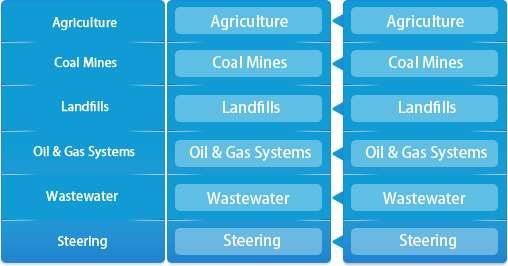 Agriculture Agriculture Agriculture
Coal Mines Coal Mines Coal Mines
Landfills Landfills Landfills
Oil & Gas Systems Oil & Gas Systems Oil & Gas Systems
Wastewater Wastewater Wastewater
Steering Steering Steering